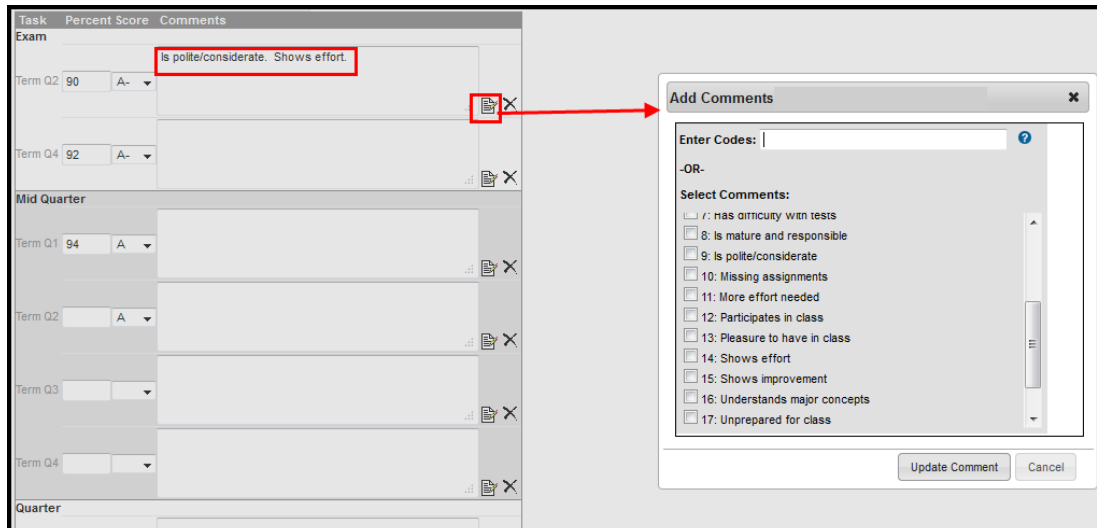 Task Percent Score Comments
Exam
Is polite/considerate. Shows effort.
Term Q2 90 A-
Term Q4 92 A-
Mid Quarter
Term Q1 94 A
Term Q2 A
Term Q3
Term Q4
Quarter
Add Comments
Enter Codes:
-OR-
Select Comments:
7: Has difficulty with tests
8: Is mature and responsible
9: Is polite/considerate
10: Missing assignments
11: More effort needed
12: Participates in class
13: Pleasure to have in class
14: Shows effort
15: Shows improvement
16: Understands major concepts
17: Unprepared for class
Update Comment Cancel